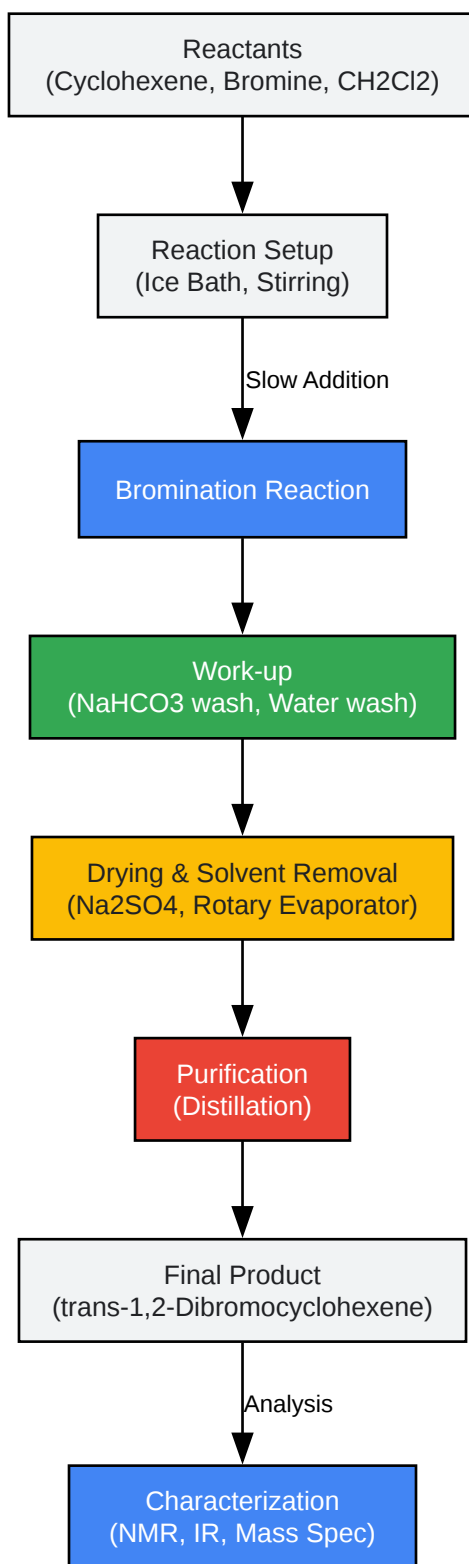 Reactants
(Cyclohexene, Bromine, CH2Cl2)
Reaction Setup
(Ice Bath, Stirring)
Slow Addition
Bromination Reaction
Work-up
(NaHCO3 wash, Water wash)
Drying & Solvent Removal
(Na2SO4, Rotary Evaporator)
Purification
(Distillation)
Final Product
(trans-1,2-Dibromocyclohexene)
Analysis
Characterization
(NMR, IR, Mass Spec)